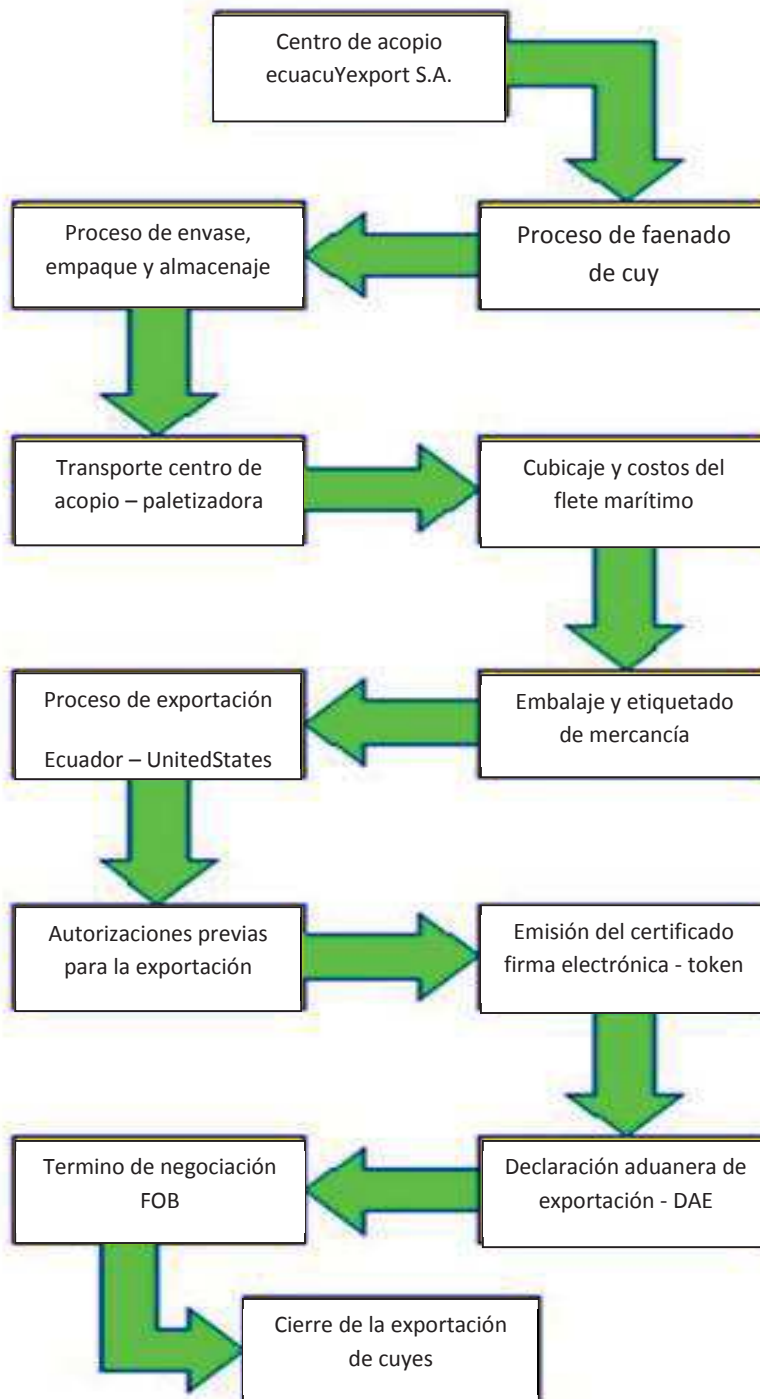 Centro de acopio
ecuacuYexport S.A.
Proceso de faenado
de cuy
Proceso de envase,
empaque y almacenaje
Transporte centro de
acopio – paletizadora
Cubicaje y costos del
flete marítimo
Embalaje y etiquetado
de mercancía
Proceso de exportación
Ecuador – UnitedStates
Autorizaciones previas
para la exportación
Emisión del certificado
firma electrónica - token
Declaración aduanera de
exportación - DAE
Termino de negociación
FOB
Cierre de la exportación
de cuyes